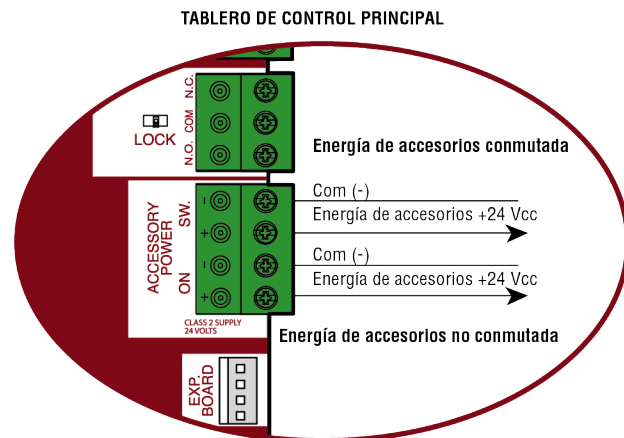 TABLERO DE CONTROL PRINCIPAL
N.C.
COM
N.O.
LOCK
Energía de accesorios conmutada
ACCESSORY
POWER
SW.
ON
-
+
-
+
Com (-)
Energía de accesorios +24 Vcc
Com (-)
Energía de accesorios +24 Vcc
CLASS 2 SUPPLY
24 VOLTS
Energía de accesorios no conmutada
EXP.
BOARD